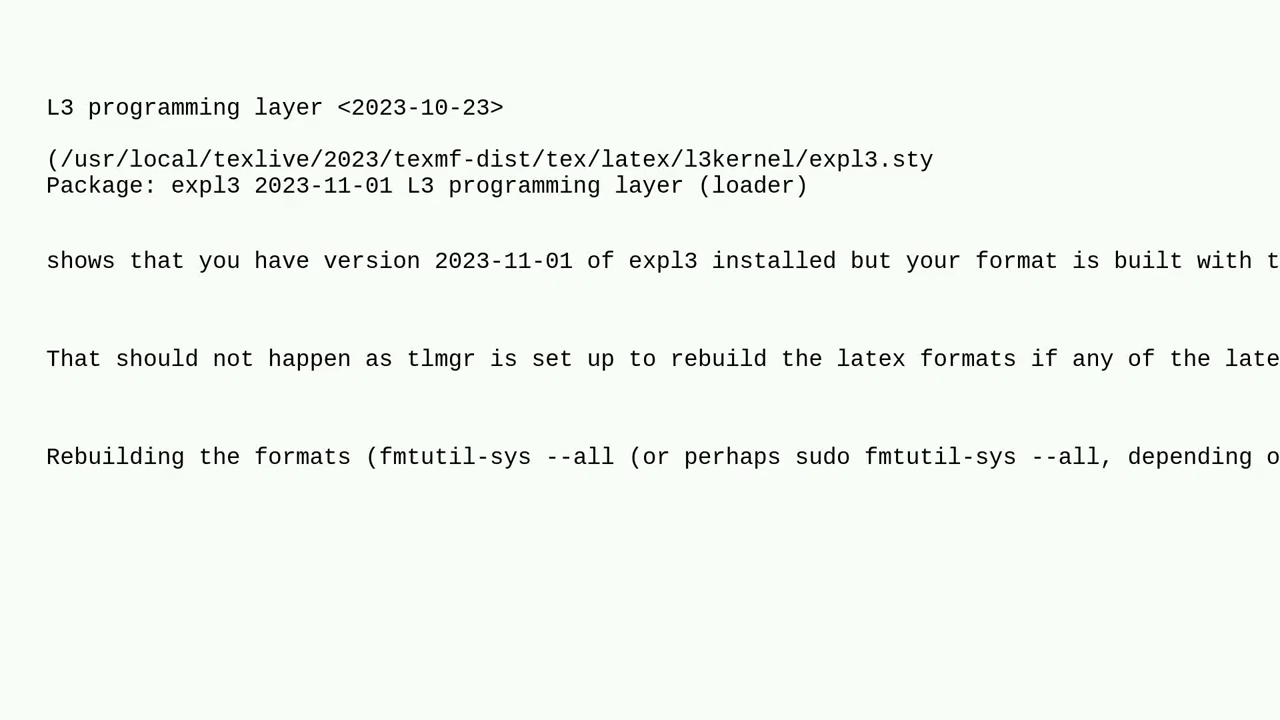 L3 programming layer <2023-10-23>
(/usr/local/texlive/2023/texmf-dist/tex/latex/l3kernel/expl3.sty
Package: expl3 2023-11-01 L3 programming layer (loader)
shows that you have version 2023-11-01 of expl3 installed but your format is built with
That should not happen as tlmgr is set up to rebuild the latex formats if any of the
Rebuilding the formats (fmtutil-sys --all (or perhaps sudo fmtutil-sys --all, depending